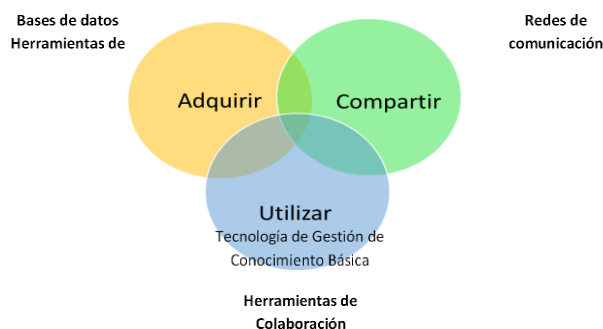 Bases de datos
Herramientas de
Redes de
comunicación
Adquirir
Compartir
Utilizar
Tecnología de Gestión de
Conocimiento Básica
Herramientas de
Colaboración